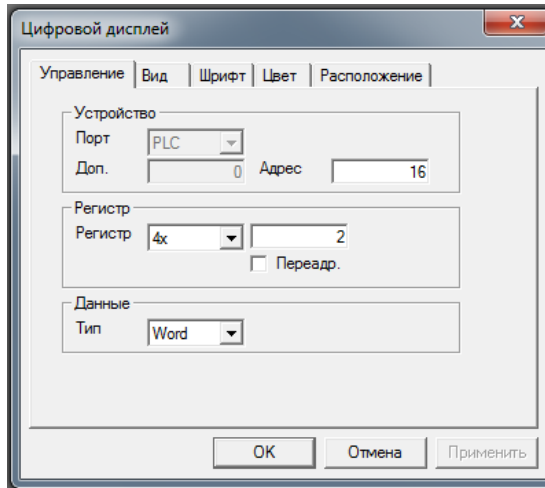 Цифровой дисплей
Управление Вид Шрифт Цвет Расположение
Устройство
Порт PLC
Доп. 0 Адрес 16
Регистр
Регистр 4x 2
Переадр.
Данные
Тип Word
OK Отмена Применить